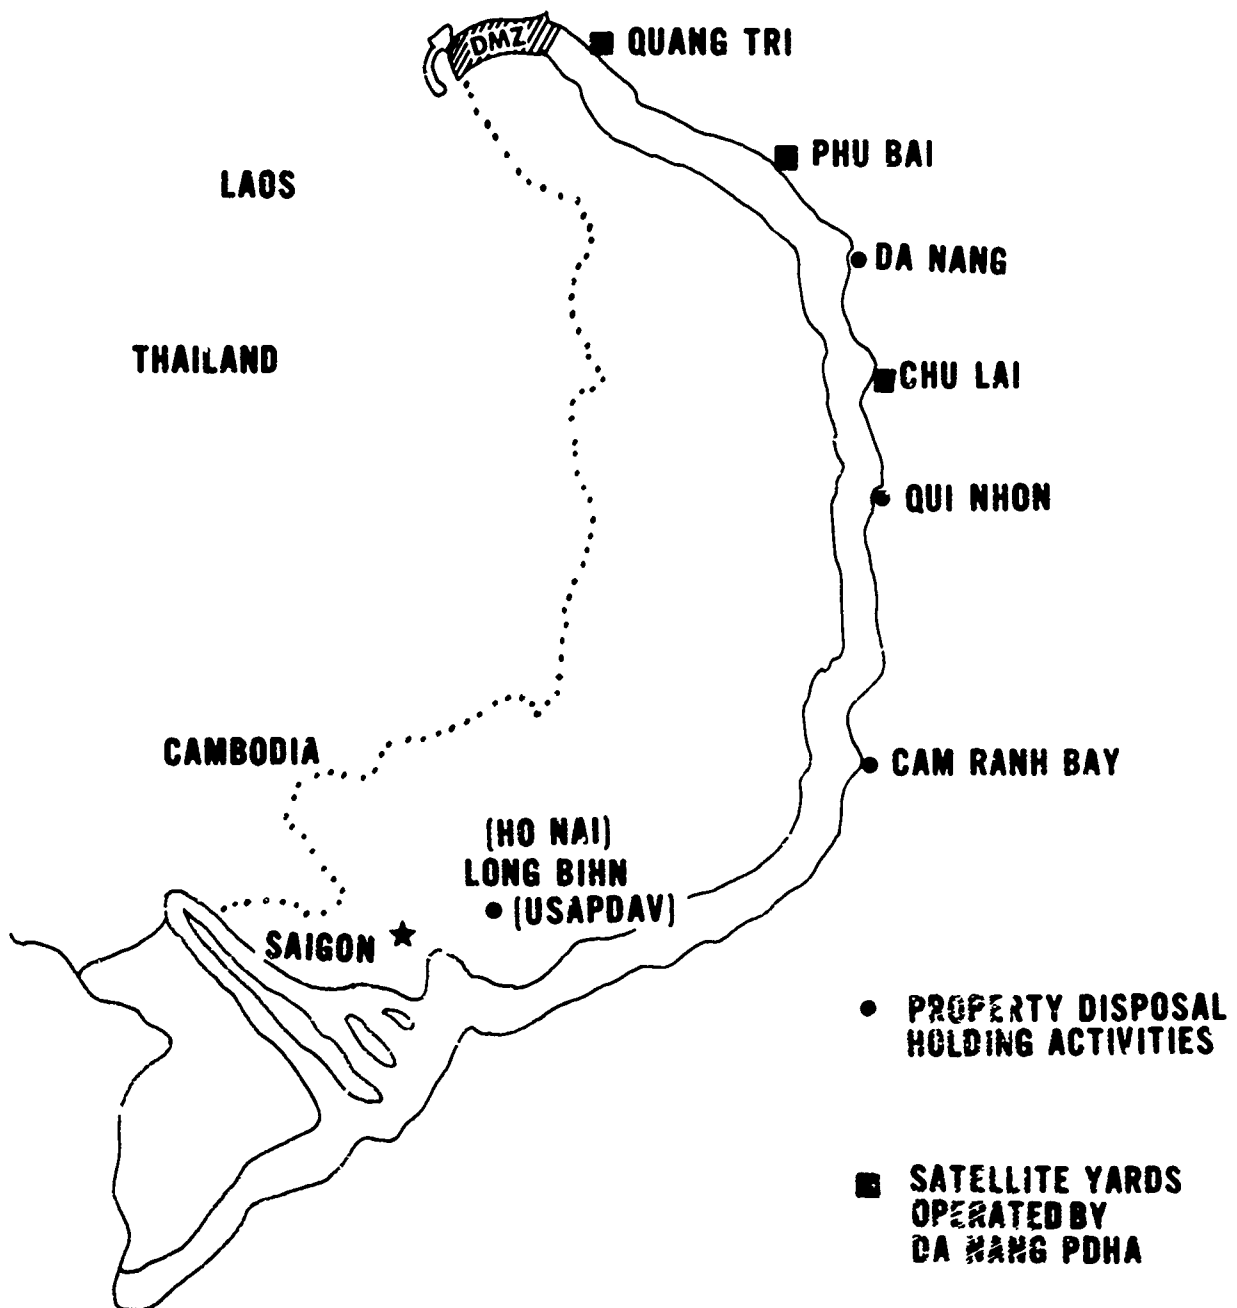 DMZ
QUANG TRI
PHU BAI
LAOS
DA NANG
THAILAND
CHU LAI
QUI NHON
CAMBODIA
CAM RANH BAY
(HO NAI)
LONG BIHN
(USAPDAV)
SAIGON
PROPERTY DISPOSAL
HOLDING ACTIVITIES
SATELLITE YARDS
OPERATED BY
DA NANG PDHA